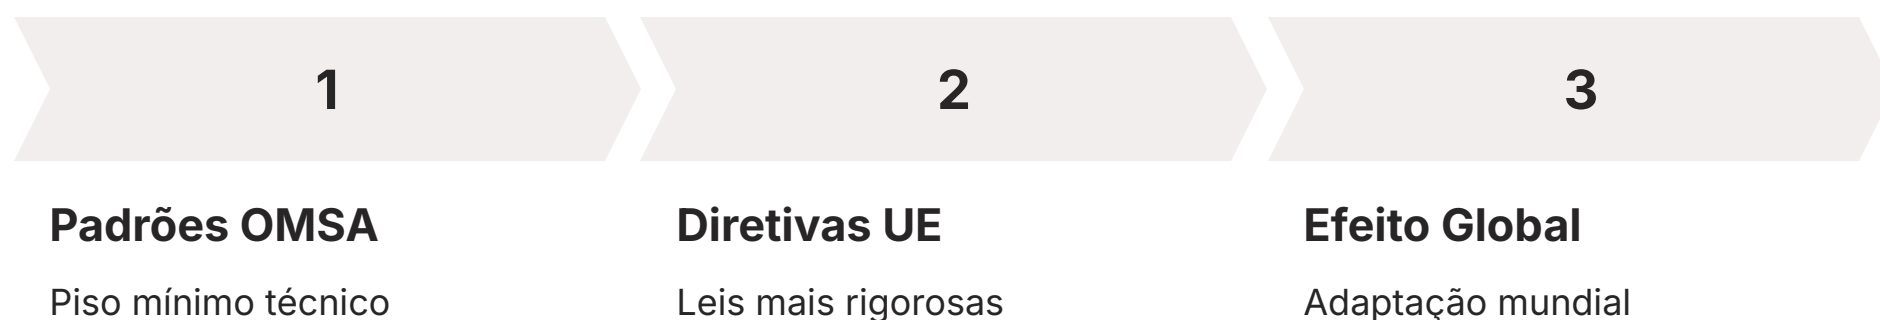 1
2
3
Padrões OMSA
Diretivas UE
Efeito Global
Piso mínimo técnico
Leis mais rigorosas
Adaptação mundial